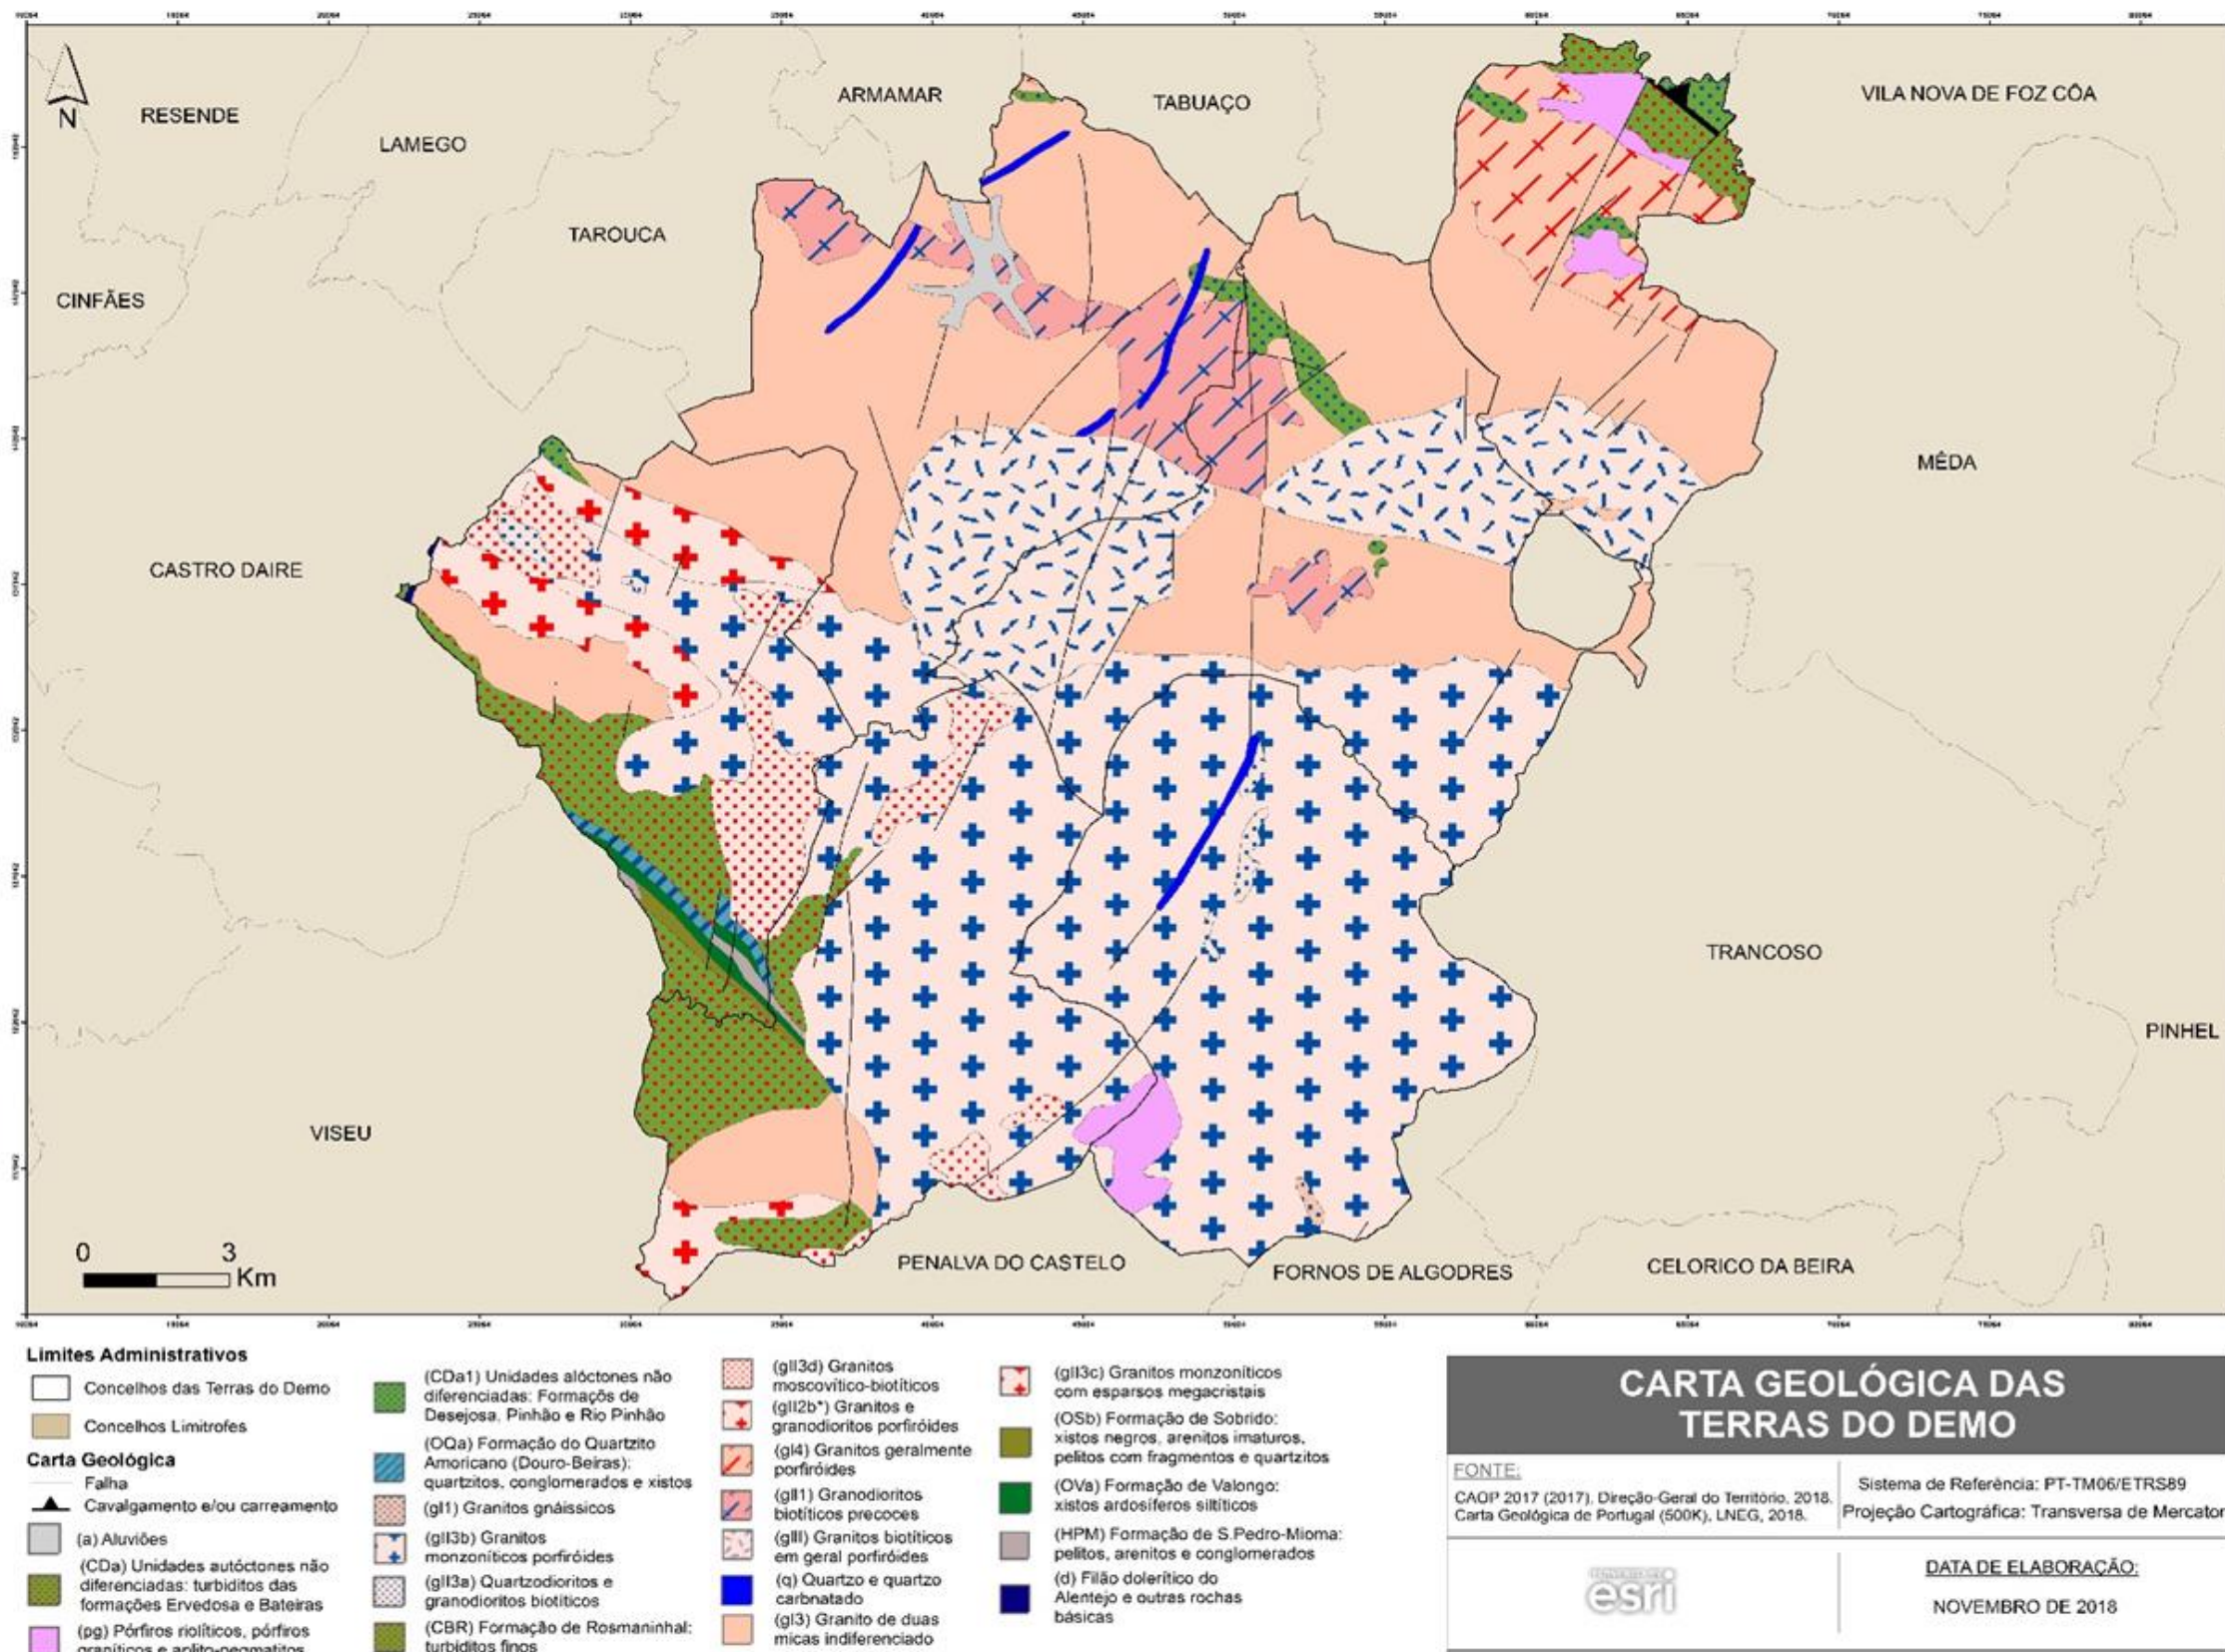 N
RESENDE
LAMEGO
ARMAMAR
TABUAÇO
VILA NOVA DE FOZ CÔA
TAROUCA
CINFÃES
MÊDA
CASTRO DAIRE
TRANCOSO
PINHEL
VISEU
PENALVA DO CASTELO
FORNOS DE ALGODRES
CELORICO DA BEIRA
0 3
Km
Limites Administrativos
Concelhos das Terras do Demo
Concelhos Limitrofes
Carta Geológica
Falha
Cavalgamento e/ou carreamento
(a) Aluviões
(CDa) Unidades autóctones não
diferenciadas: turbiditos das
formações Ervedosa e Bateiras
(pg) Pórfiros riolíticos, pórfiros
graníticos e aplito-pegmatitos
(CDa1) Unidades alóctones não
diferenciadas: Formaçõs de
Desejosa, Pinhão e Rio Pinhão
(OQa) Formação do Quartzito
Americano (Douro-Beiras):
quartzitos, conglomerados e xistos
(gI1) Granitos gnáissicos
(gII3b) Granitos
monzoníticos porfiróides
(gII3a) Quartzodioritos e
granodioritos biotíticos
(CBR) Formação de Rosmaninhal:
turbiditos finos
(gII3d) Granitos
moscovítico-biotíticos
(gII2b*) Granitos e
granodioritos porfiróides
(gI4) Granitos geralmente
porfiróides
(gII1) Granodioritos
biotíticos precoces
(gIII) Granitos biotíticos
em geral porfiróides
(q) Quartzo e quartzo
carbnatado
(gI3) Granito de duas
micas indiferenciado
(gII3c) Granitos monzoníticos
com esparsos megacristais
(OSb) Formação de Sobrido:
xistos negros, arenitos imaturos,
pelitos com fragmentos e quartzitos
(OVa) Formação de Valongo:
xistos ardosíferos siltíticos
(HPM) Formação de S.Pedro-Mioma:
pelitos, arenitos e conglomerados
(d) Filão dolerítico do
Alentejo e outras rochas
básicas
CARTA GEOLÓGICA DAS
TERRAS DO DEMO
FONTE:
CAOP 2017 (2017), Direção-Geral do Território, 2018.
Carta Geológica de Portugal (500K), LNEG, 2018.
Sistema de Referência: PT-TM06/ETRS89
Projeção Cartográfica: Transversa de Mercator
esri
DATA DE ELABORAÇÃO:
NOVEMBRO DE 2018